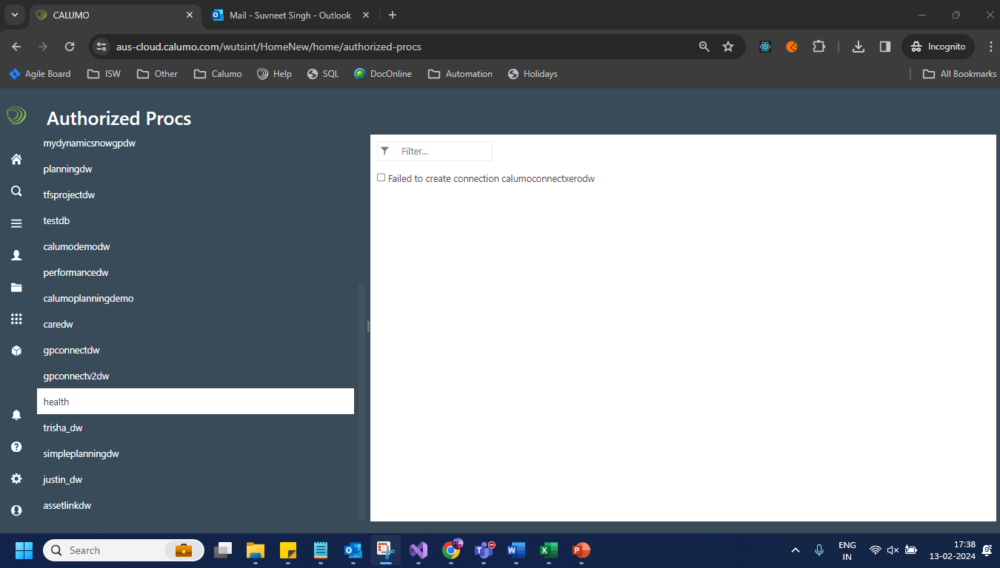 CALUMO
Mail - Suvneet Singh - Outlook
aus-cloud.calumo.com/wutsint/HomeNew/home/authorized-procs
Incognito
Agile Board
ISW
Other
Calumo
Help
SQL
DocOnline
Automation
Holidays
All Bookmarks
Authorized Procs
mydynamicsnowgpdw
planningdw
tfsprojectdw
testdb
calumodemodw
performancedw
calumoplanningdemo
caredw
gpconnectdw
gpconnectv2dw
health
trisha_dw
simpleplanningdw
justin_dw
assetlinkdw
Filter...
Failed to create connection calumoconnectxerodw
Search
ENG
IN
17:38
13-02-2024